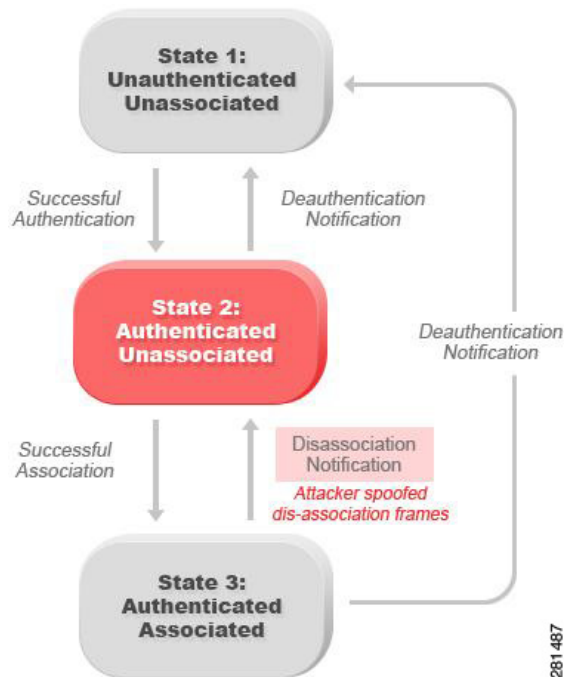 State 1:
Unauthenticated
Unassociated
Successful
Authentication
Deauthentication
Notification
State 2:
Authenticated
Unassociated
Deauthentication
Notification
Successful
Association
Disassociation
Notification
Attacker spoofed
dis-association frames
State 3:
Authenticated
Associated
281487